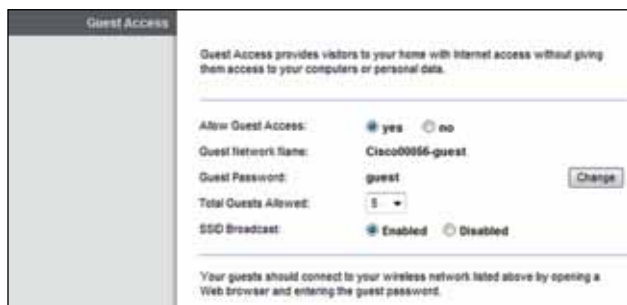 Guest Access
Guest Access provides visitors to your home with Internet access without giving
them access to your computers or personal data.
Allow Guest Access: yes no
Guest Network Name: Cisco00056-guest
Guest Password: guest Change
Total Guests Allowed: 5
SSID Broadcast: Enabled Disabled
Your guests should connect to your wireless network listed above by opening a
Web browser and entering the guest password.